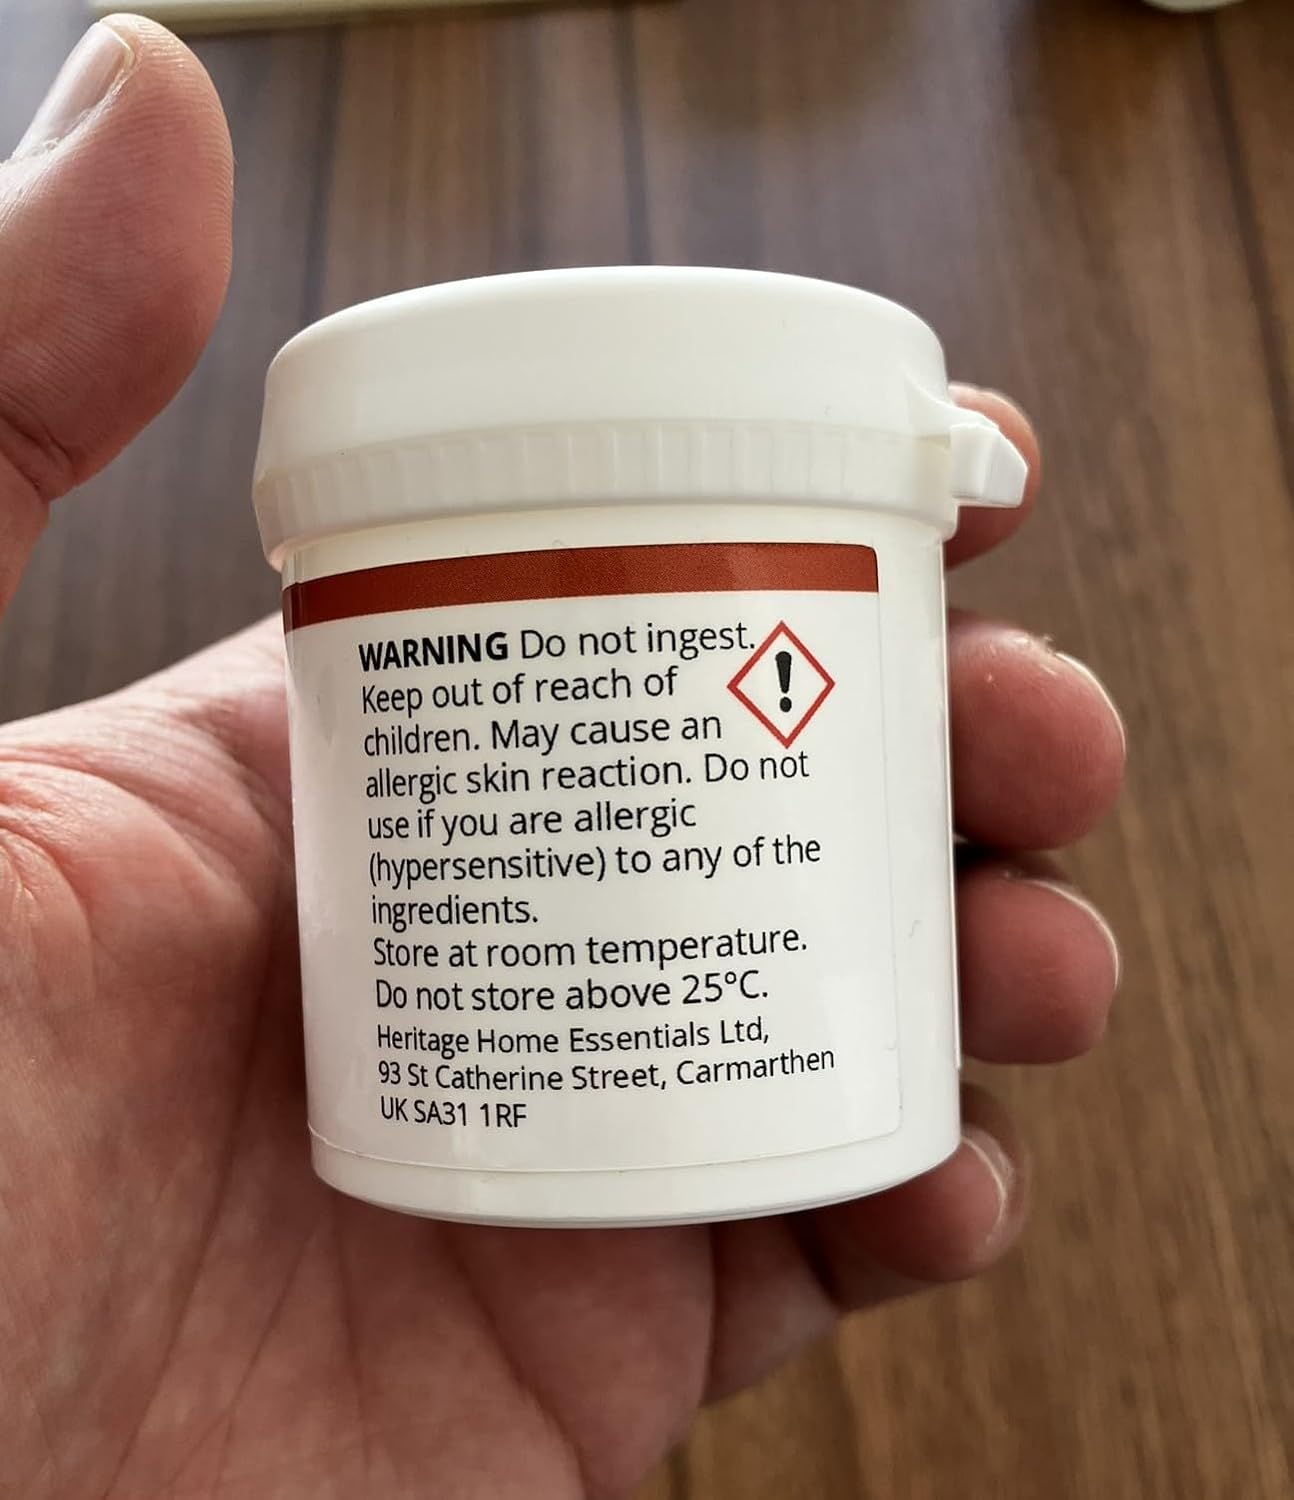 WARNING Do not ingest.
Keep out of reach of
children. May cause an
allergic skin reaction. Do not
use if you are allergic
(hypersensitive) to any of the
ingredients.
Store at room temperature.
Do not store above 25°C.
Heritage Home Essentials Ltd,
93 St Catherine Street, Carmarthen
UK SA31 1RF